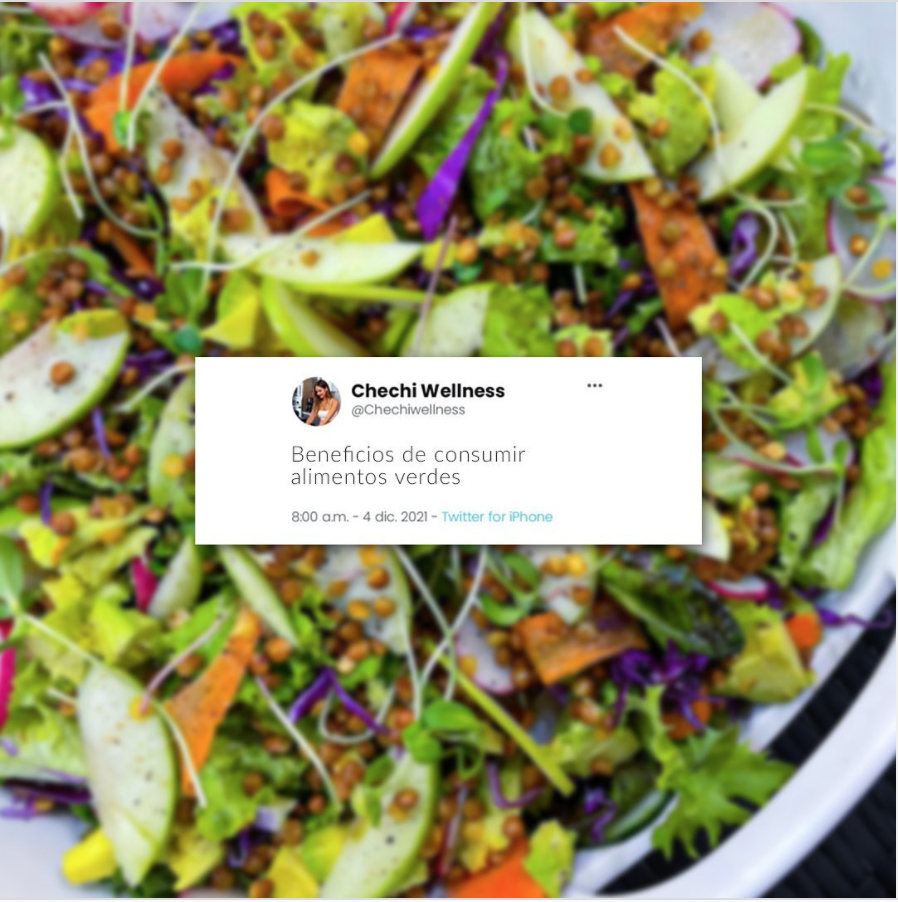 Chechi Wellness
@Chechiwellness
Beneficios de consumir
alimentos verdes
8:00 a.m. - 4 dic. 2021 - Twitter for iPhone